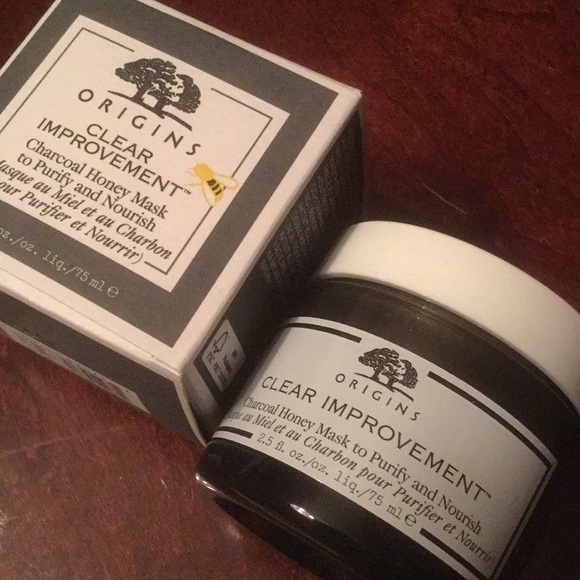 ORIGINS
CLEAR
IMPROVEMENT™
Charcoal Honey Mask
to Purify and Nourish
Masque au Miel et au Charbon
pour Purifier et Nourrir)
oz./oz. liq./75 ml ℮
ORIGINS
CLEAR IMPROVEMENT™
Charcoal Honey Mask to Purify and Nourish
au Miel et au Charbon pour Purifier et Nourrir)
2.5 fl. oz./oz. liq./75 ml ℮